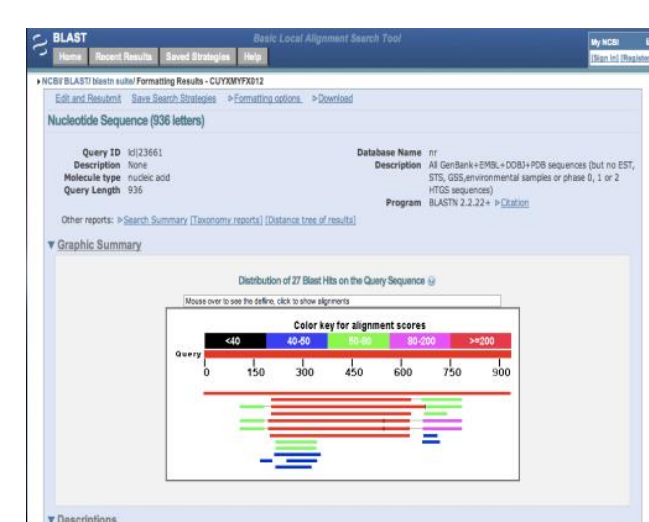 BLAST Basic Local Alignment Search Tool My NCBI
Home Recent Results Saved Strategies Help [Sign In] [Register
NCBI/ BLAST/ blastn suite/ Formatting Results - CUYXMYFX012
Edit and Resubmit Save Search Strategies Formatting options Download
Nucleotide Sequence (936 letters)
Query ID lcl|23661
Description None
Molecule type nucleic acid
Query Length 936
Database Name nr
Description All GenBank+EMBL+DDBJ+PDB sequences (but no EST,
STS, GSS,environmental samples or phase 0, 1 or 2
HTGS sequences)
Program BLASTN 2.2.22+ Citation
Other reports: Search Summary [Taxonomy reports] [Distance tree of results]
Graphic Summary
Distribution of 27 Blast Hits on the Query Sequence
Mouse over to see the define, click to show alignments
Color key for alignment scores
<40 40-50 50-80 80-200 >=200
Query
0 150 300 450 600 750 900
Descriptions